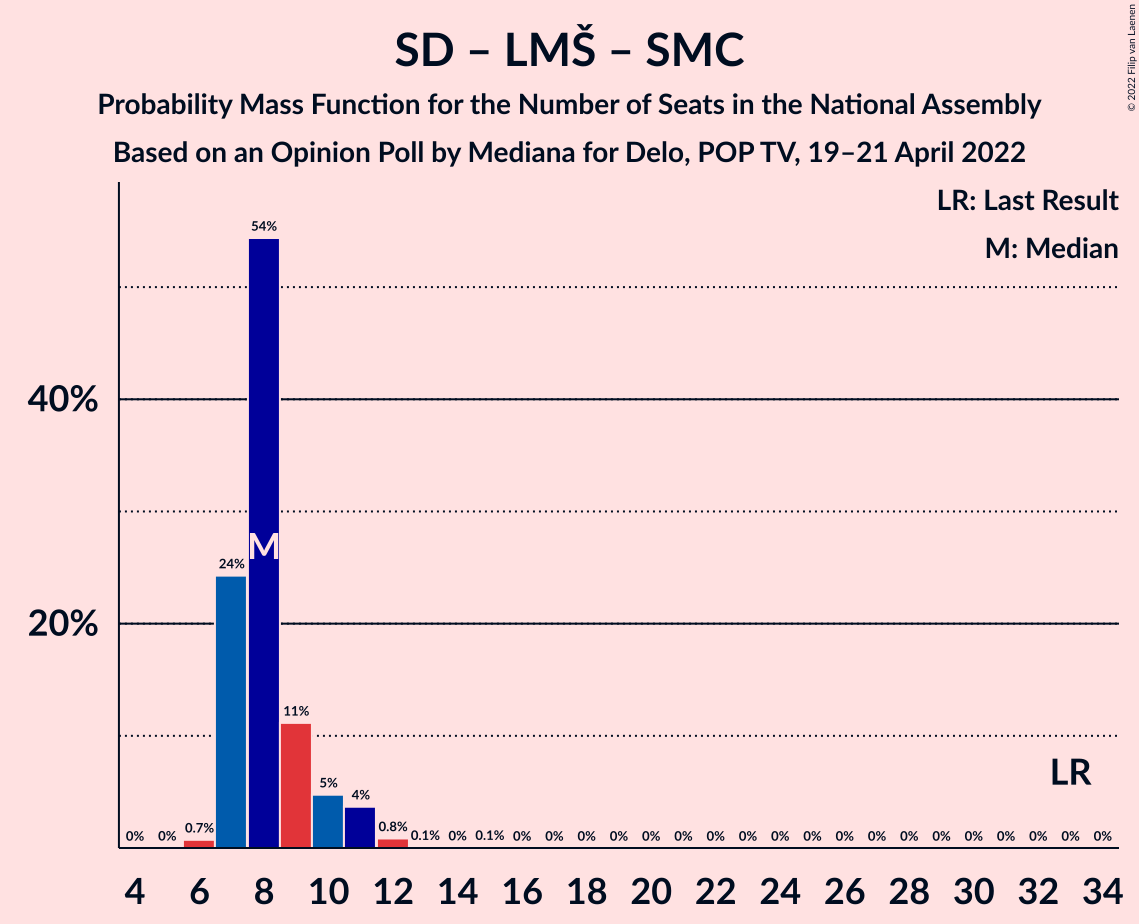 SD – LMŠ – SMC
Probability Mass Function for the Number of Seats in the National Assembly
Based on an Opinion Poll by Mediana for Delo, POP TV, 19–21 April 2022
© 2022 Filip van Laenen
LR: Last Result
M: Median
54%
40%
M
24%
20%
11%
LR
5%
4%
0% 0% 0.7% 0.8% 0.1% 0% 0.1% 0% 0% 0% 0% 0% 0% 0% 0% 0% 0% 0% 0% 0% 0% 0% 0% 0% 0% 0%
4 6 8 10 12 14 16 18 20 22 24 26 28 30 32 34